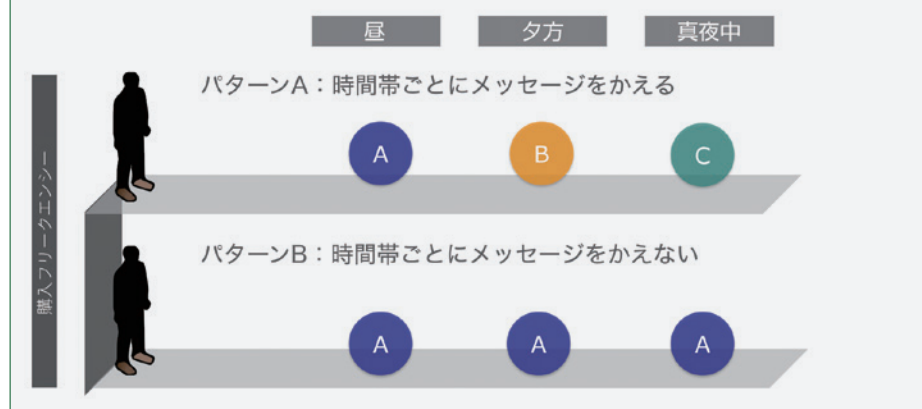 昼 夕方 真夜中
パターンA：時間帯ごとにメッセージをかえる
A B C
購入フリークエンシー
パターンB：時間帯ごとにメッセージをかえない
A A A